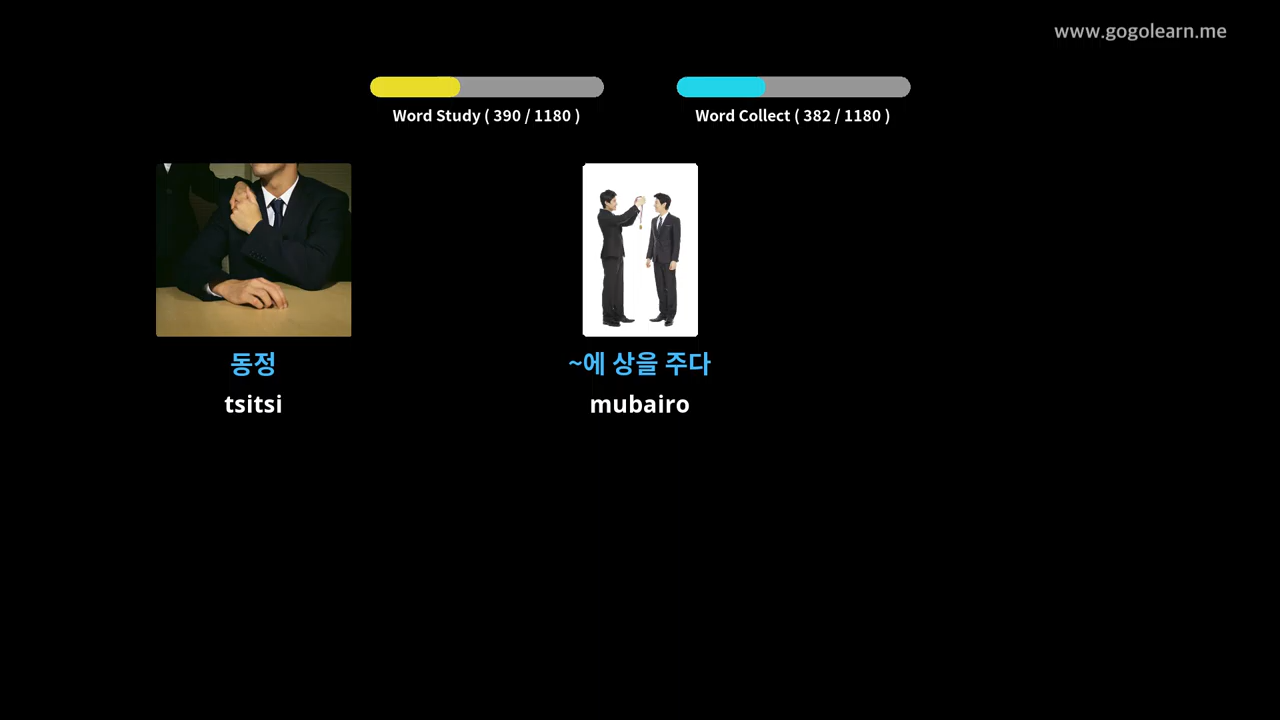 www.gogolearn.me
Word Study ( 390 / 1180 )
Word Collect ( 382 / 1180 )
동정
tsitsi
~에 상을 주다
mubairo